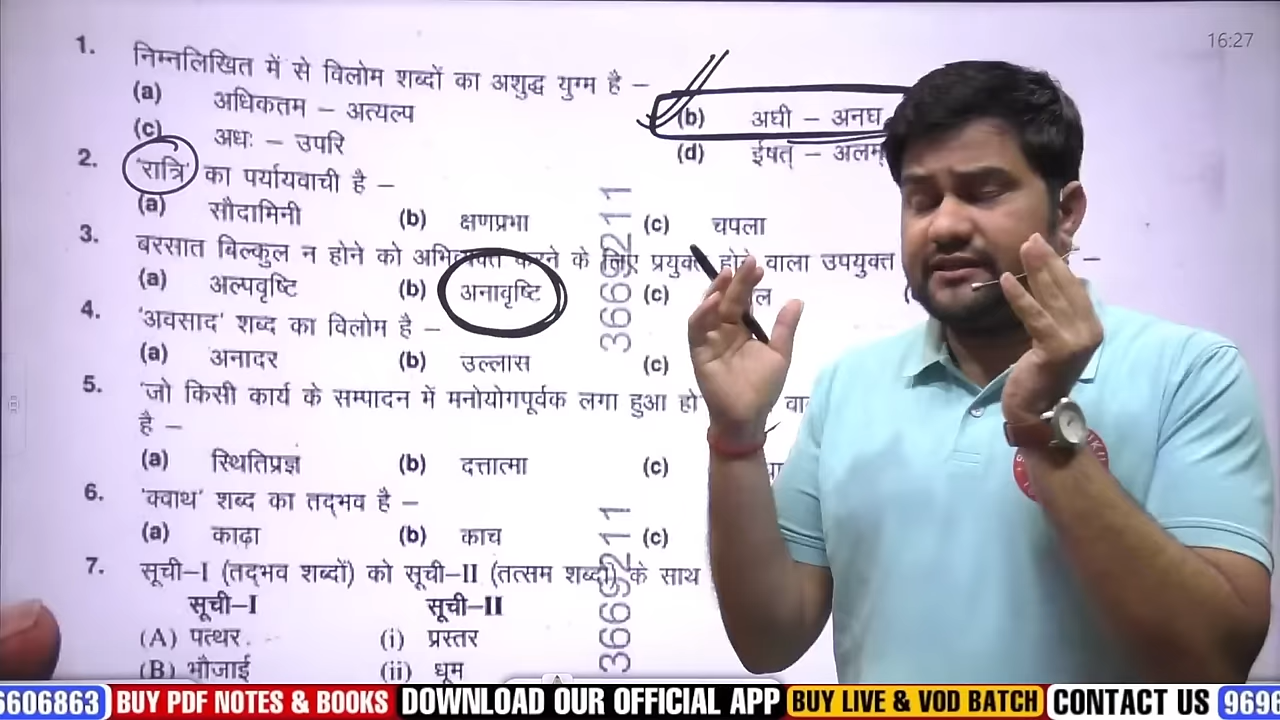 16:27
1. निम्नलिखित में से विलोम शब्दों का अशुद्ध युग्म है –
(a) अधिकतम – अत्यल्प (b) अघी – अनघ
(c) अधः – उपरि (d) ईषत् – अलम्
2. 'रात्रि' का पर्यायवाची है –
(a) सौदामिनी (b) क्षणप्रभा (c) चपला
3. बरसात बिल्कुल न होने को अभिव्यक्त करने के लिए प्रयुक्त होने वाला उपयुक्त –
(a) अल्पवृष्टि (b) अनावृष्टि (c)
4. 'अवसाद' शब्द का विलोम है –
(a) अनादर (b) उल्लास (c)
5. 'जो किसी कार्य के सम्पादन में मनोयोगपूर्वक लगा हुआ हो
है –
(a) स्थितिप्रज्ञ (b) दत्तात्मा (c)
6. 'क्वाथ' शब्द का तद्भव है –
(a) काढ़ा (b) काच (c)
7. सूची–I (तद्भव शब्दों) को सूची–II (तत्सम शब्दों) के साथ
सूची–I सूची–II
(A) पत्थर (i) प्रस्तर
(B) भौजाई (ii) धूम
3669211
3669211
6606863 BUY PDF NOTES & BOOKS DOWNLOAD OUR OFFICIAL APP BUY LIVE & VOD BATCH CONTACT US 9696